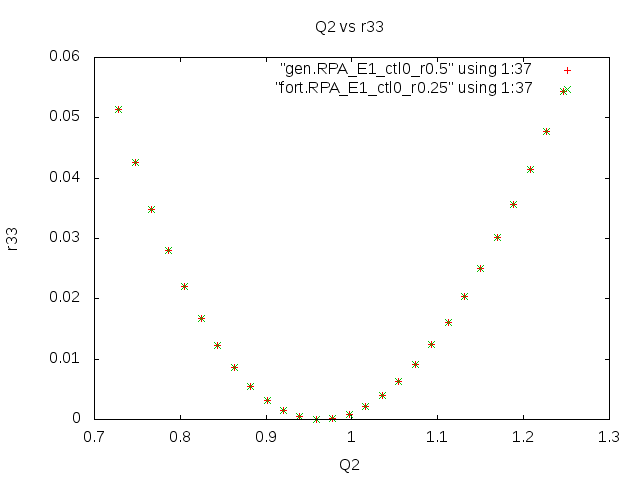 Q2 vs r33
0.06
"gen.RPA_E1_ctl0_r0.5" using 1:37
"fort.RPA_E1_ctl0_r0.25" using 1:37
0.05
0.04
0.03
r33
0.02
0.01
0
0.7 0.8 0.9 1 1.1 1.2 1.3
Q2